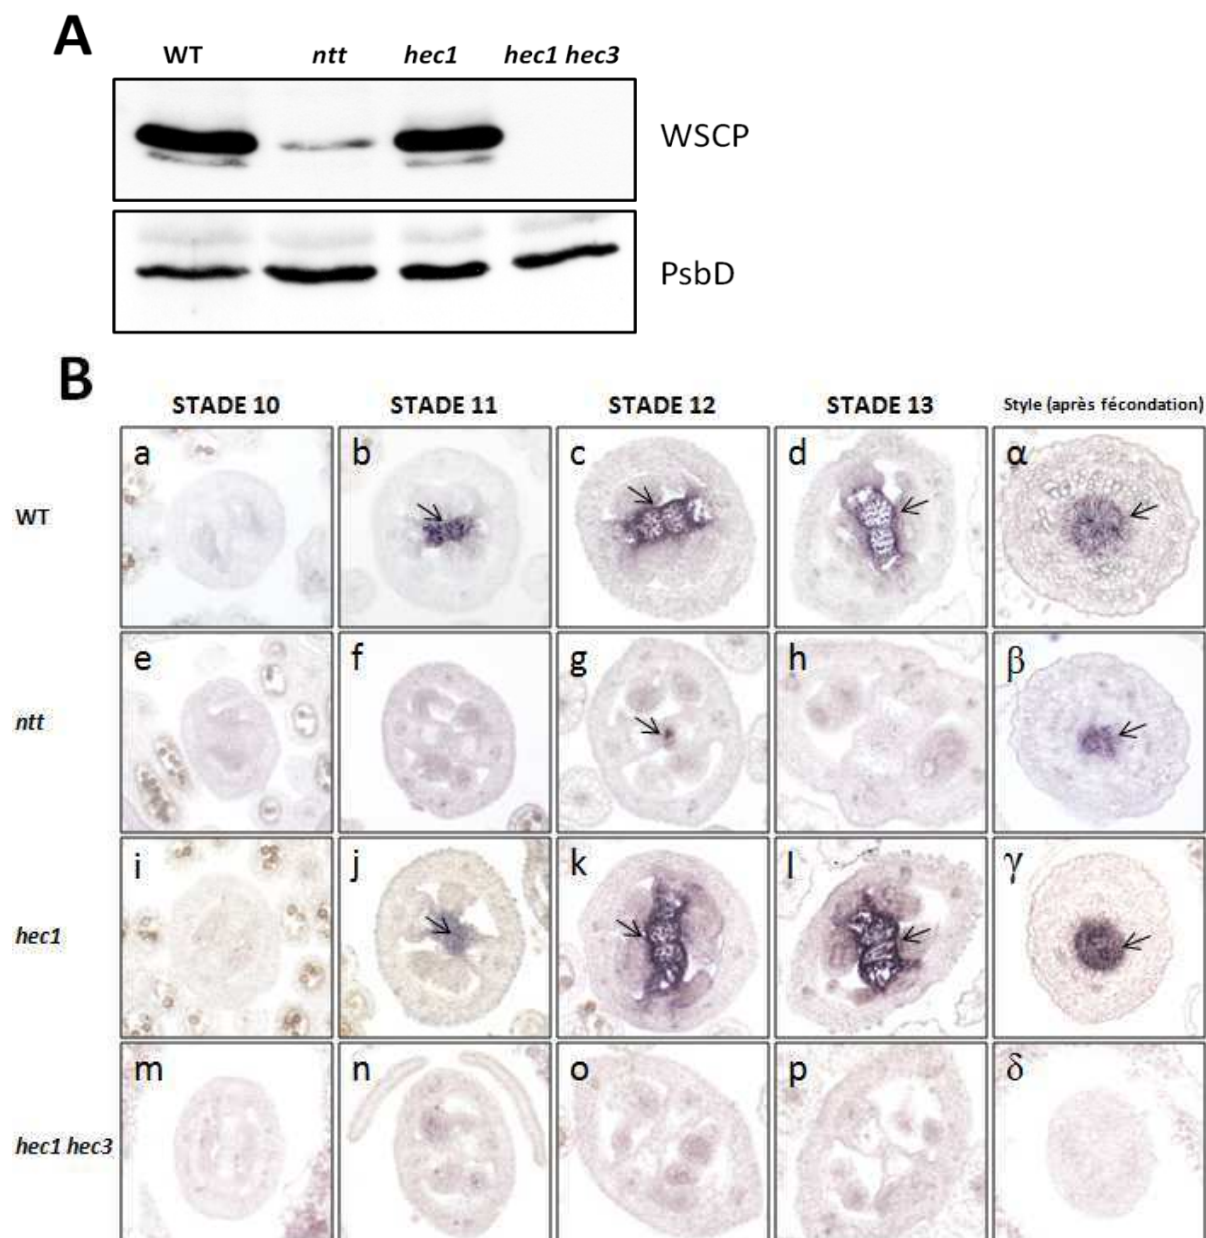 A
WT ntt hec1 hec1 hec3
WSCP
PsbD
B
STADE 10 STADE 11 STADE 12 STADE 13 Style (après fécondation)
WT
a b c d α
ntt
e f g h β
hec1
i j k l γ
hec1 hec3
m n o p δ